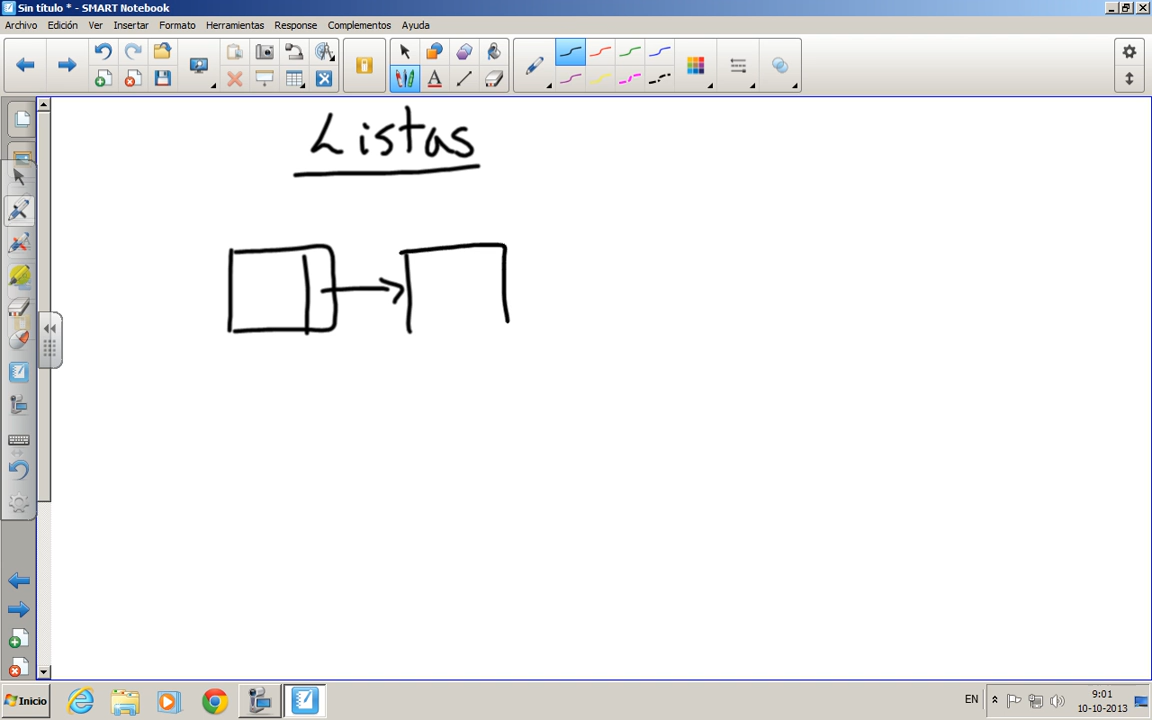 Sin título * - SMART Notebook
Archivo Edición Ver Insertar Formato Herramientas Response Complementos Ayuda
Listas
Inicio
EN
9:01
10-10-2013